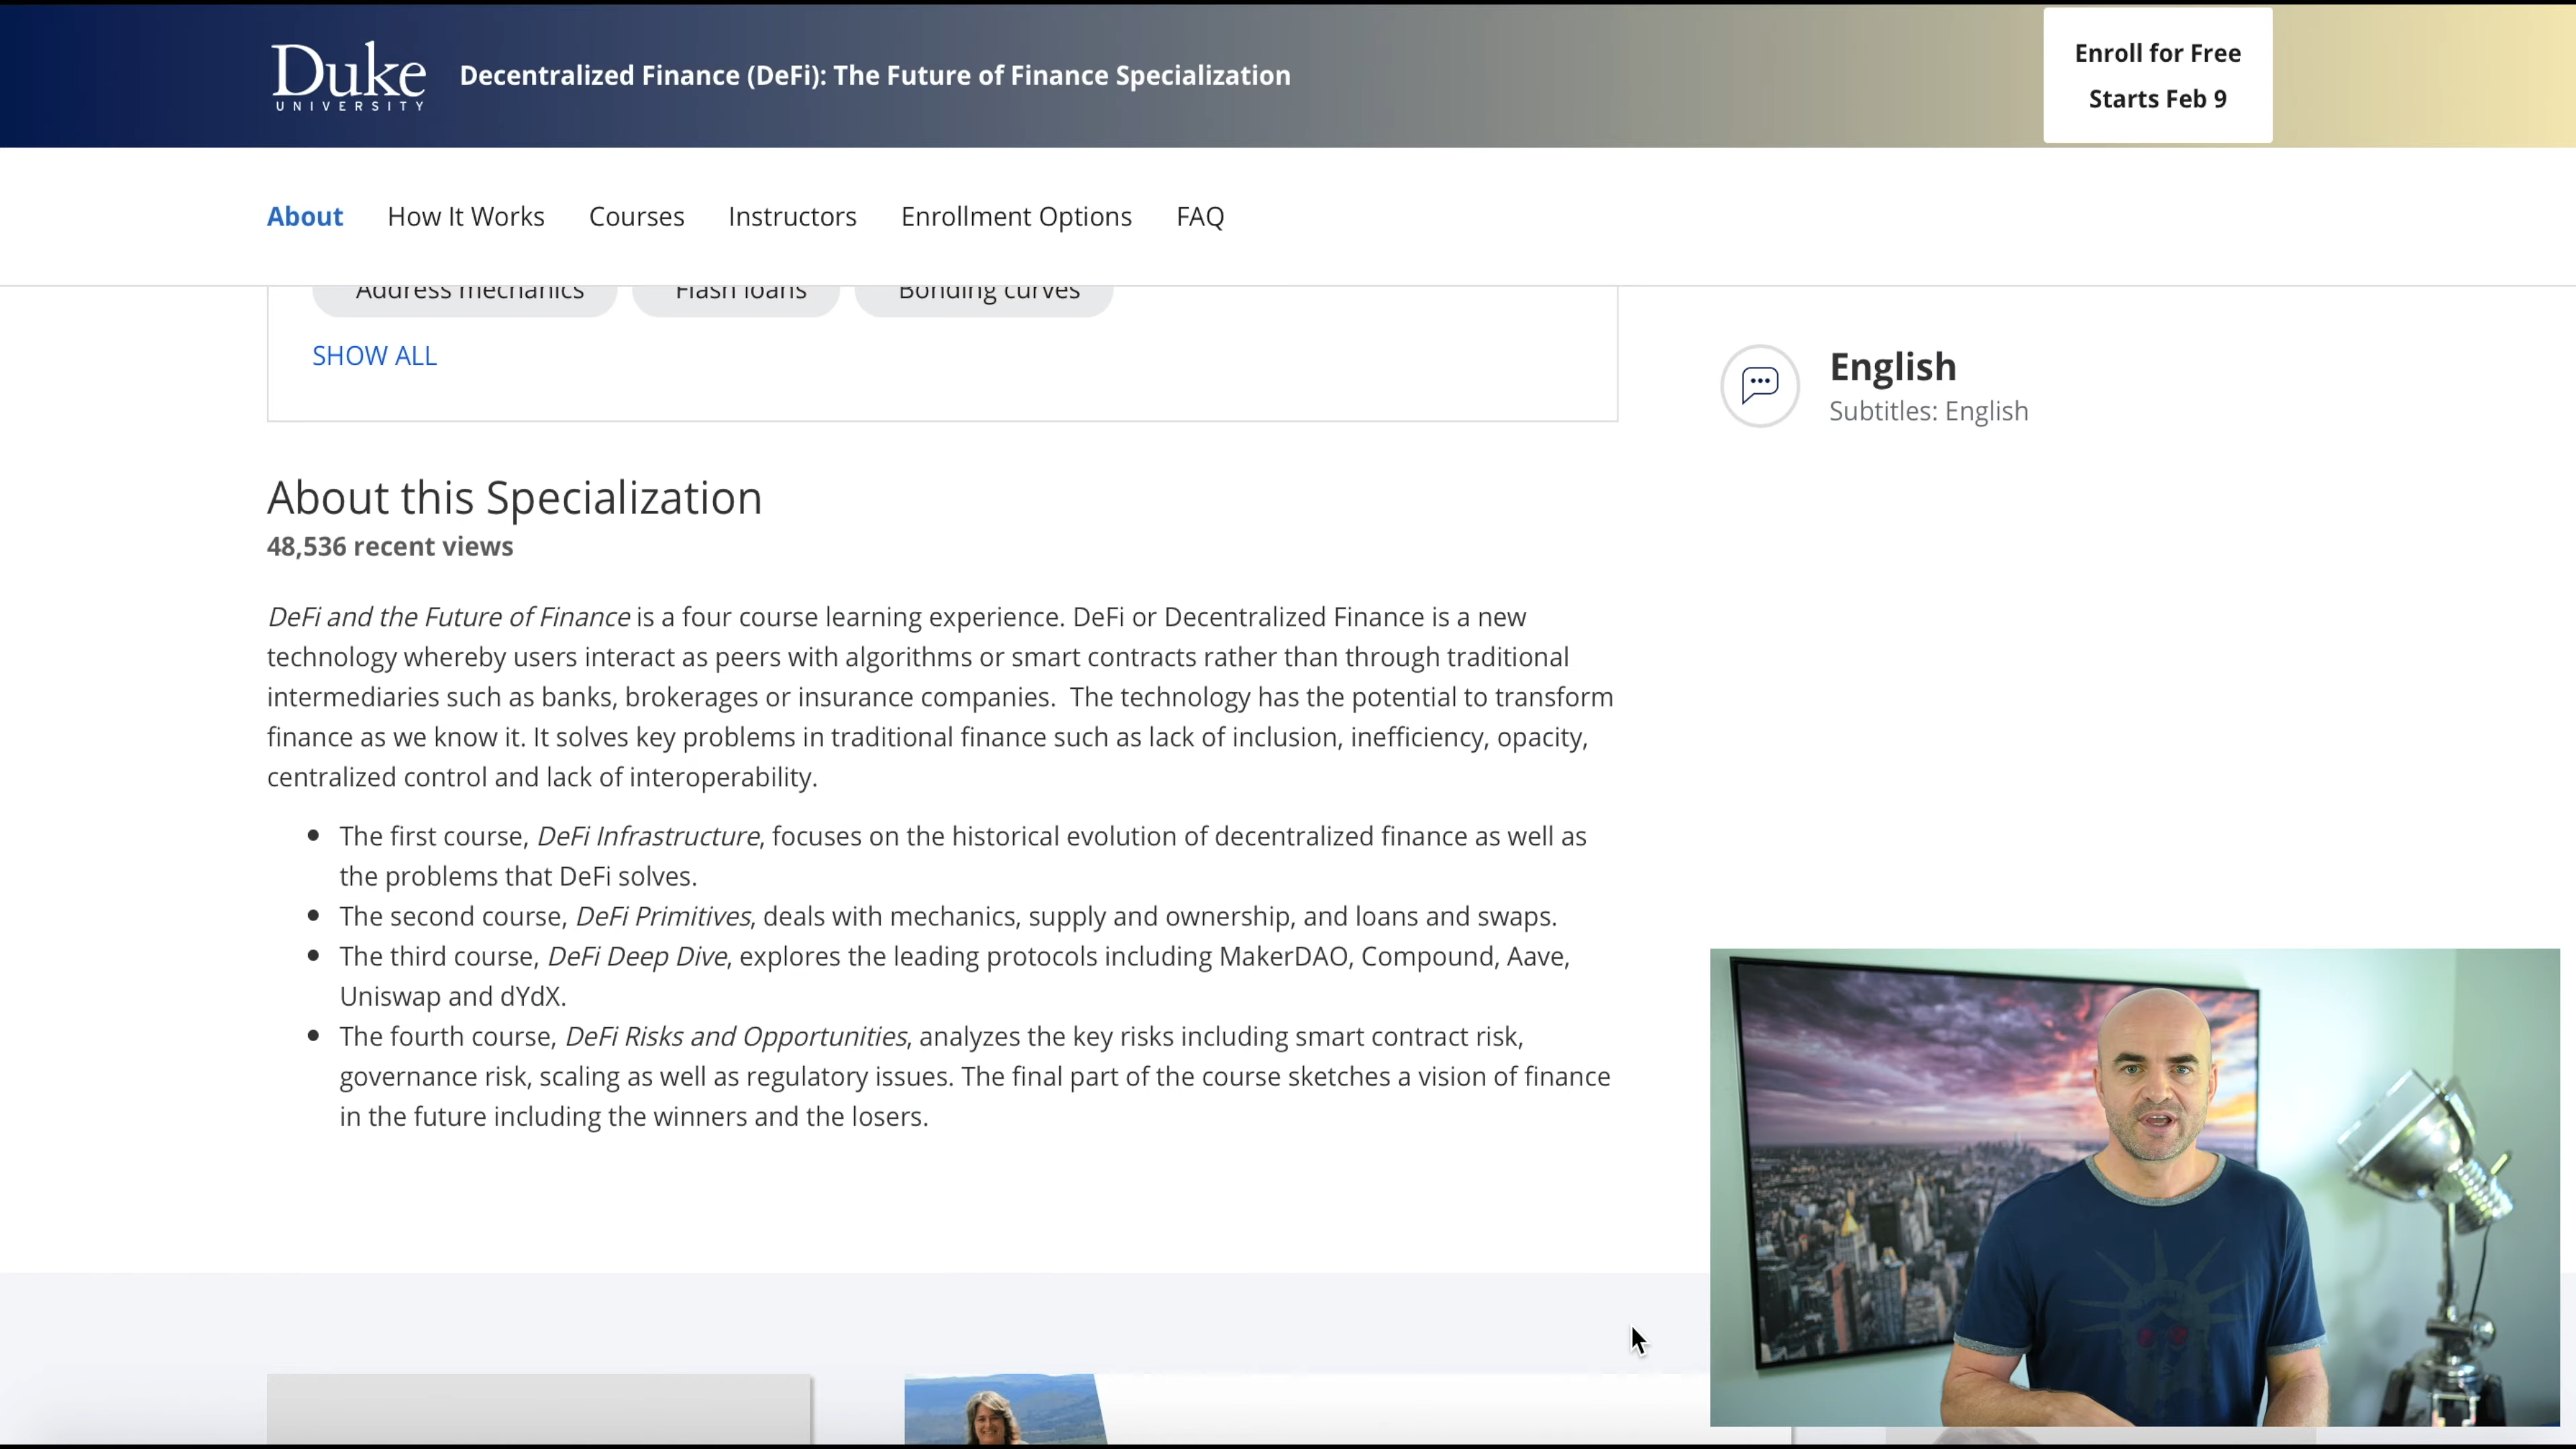 Duke
UNIVERSITY
Decentralized Finance (DeFi): The Future of Finance Specialization
Enroll for Free
Starts Feb 9
About
How It Works
Courses
Instructors
Enrollment Options
FAQ
Address mechanics
Flash loans
Bonding curves
SHOW ALL
English
Subtitles: English
About this Specialization
48,536 recent views
DeFi and the Future of Finance is a four course learning experience. DeFi or Decentralized Finance is a new
technology whereby users interact as peers with algorithms or smart contracts rather than through traditional
intermediaries such as banks, brokerages or insurance companies.  The technology has the potential to transform
finance as we know it. It solves key problems in traditional finance such as lack of inclusion, inefficiency, opacity,
centralized control and lack of interoperability.
• The first course, DeFi Infrastructure, focuses on the historical evolution of decentralized finance as well as
the problems that DeFi solves.
• The second course, DeFi Primitives, deals with mechanics, supply and ownership, and loans and swaps.
• The third course, DeFi Deep Dive, explores the leading protocols including MakerDAO, Compound, Aave,
Uniswap and dYdX.
• The fourth course, DeFi Risks and Opportunities, analyzes the key risks including smart contract risk,
governance risk, scaling as well as regulatory issues. The final part of the course sketches a vision of finance
in the future including the winners and the losers.